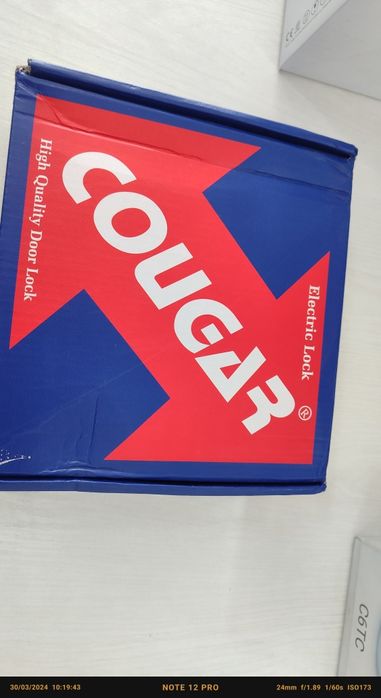 High Quality Door Lock
COUGAR
®
Electric Lock
C6TC
30/03/2024 10:19:43
NOTE 12 PRO
24mm f/1.89 1/60s ISO173